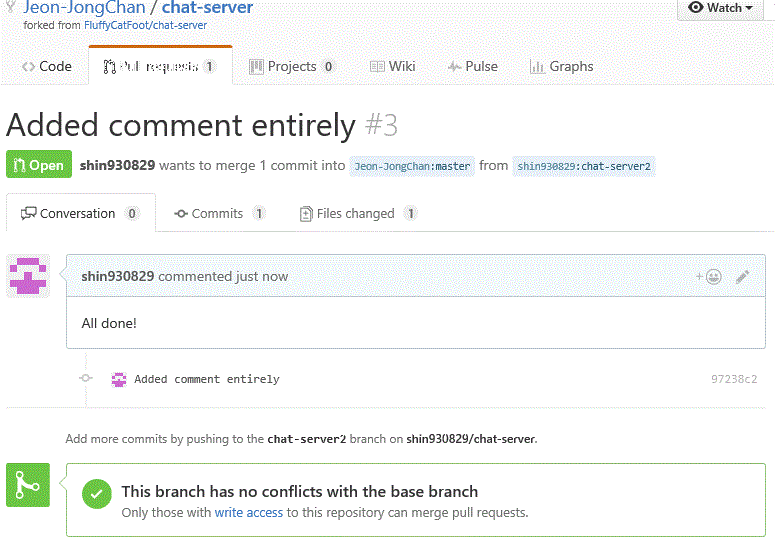 Jeon-JongChan / chat-server
Watch
forked from FluffyCatFoot/chat-server
Code Pull requests 1 Projects 0 Wiki Pulse Graphs
Added comment entirely #3
Open shin930829 wants to merge 1 commit into Jeon-JongChan:master from shin930829:chat-server2
Conversation 0 Commits 1 Files changed 1
shin930829 commented just now
All done!
Added comment entirely 97238c2
Add more commits by pushing to the chat-server2 branch on shin930829/chat-server.
This branch has no conflicts with the base branch
Only those with write access to this repository can merge pull requests.